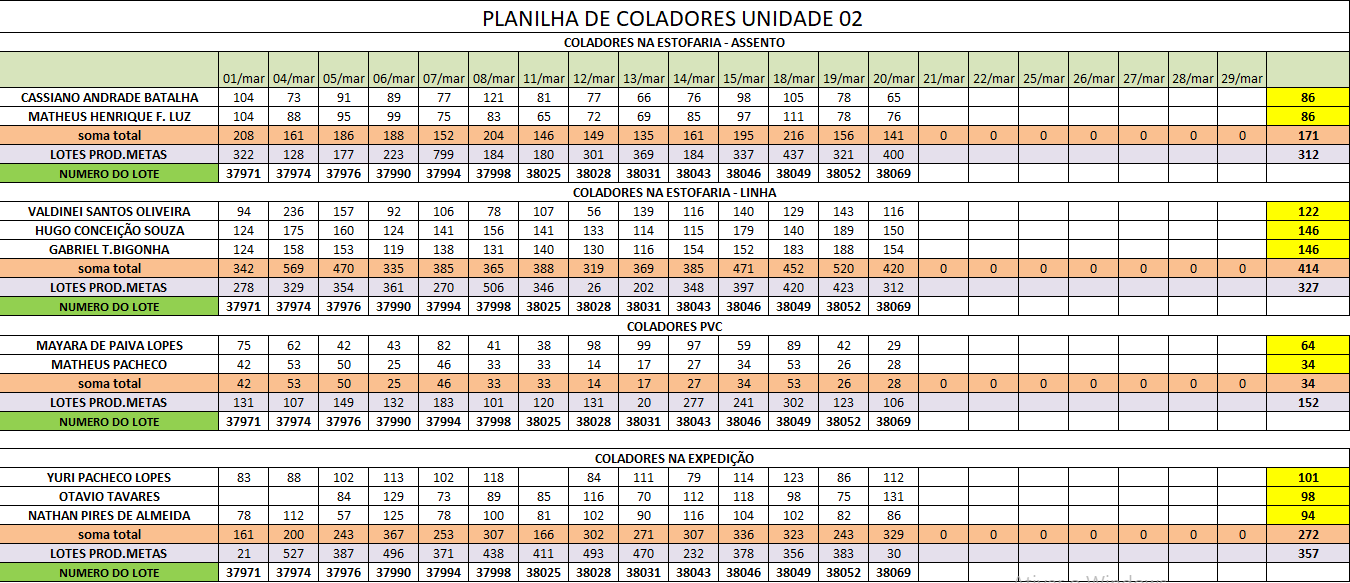 PLANILHA DE COLADORES UNIDADE 02
COLADORES NA ESTOFARIA - ASSENTO
01/mar 04/mar 05/mar 06/mar 07/mar 08/mar 11/mar 12/mar 13/mar 14/mar 15/mar 18/mar 19/mar 20/mar 21/mar 22/mar 25/mar 26/mar 27/mar 28/mar 29/mar
CASSIANO ANDRADE BATALHA 104 73 91 89 77 121 81 77 66 76 98 105 78 65 86
MATHEUS HENRIQUE F. LUZ 104 88 95 99 75 83 65 72 69 85 97 111 78 76 86
soma total 208 161 186 188 152 204 146 149 135 161 195 216 156 141 0 0 0 0 0 0 0 171
LOTES PROD.METAS 322 128 177 223 799 184 180 301 369 184 337 437 321 400 312
NUMERO DO LOTE 37971 37974 37976 37990 37994 37998 38025 38028 38031 38043 38046 38049 38052 38069
COLADORES NA ESTOFARIA - LINHA
VALDINEI SANTOS OLIVEIRA 94 236 157 92 106 78 107 56 139 116 140 129 143 116 122
HUGO CONCEIÇÃO SOUZA 124 175 160 124 141 156 141 133 114 115 179 140 189 150 146
GABRIEL T.BIGONHA 124 158 153 119 138 131 140 130 116 154 152 183 188 154 146
soma total 342 569 470 335 385 365 388 319 369 385 471 452 520 420 0 0 0 0 0 0 0 414
LOTES PROD.METAS 278 329 354 361 270 506 346 26 202 348 397 420 423 312 327
NUMERO DO LOTE 37971 37974 37976 37990 37994 37998 38025 38028 38031 38043 38046 38049 38052 38069
COLADORES PVC
MAYARA DE PAIVA LOPES 75 62 42 43 82 41 38 98 99 97 59 89 42 29 64
MATHEUS PACHECO 42 53 50 25 46 33 33 14 17 27 34 53 26 28 34
soma total 42 53 50 25 46 33 33 14 17 27 34 53 26 28 0 0 0 0 0 0 0 34
LOTES PROD.METAS 131 107 149 132 183 101 120 131 20 277 241 302 123 106 152
NUMERO DO LOTE 37971 37974 37976 37990 37994 37998 38025 38028 38031 38043 38046 38049 38052 38069
COLADORES NA EXPEDIÇÃO
YURI PACHECO LOPES 83 88 102 113 102 118 84 111 79 114 123 86 112 101
OTAVIO TAVARES 84 129 73 89 85 116 70 112 118 98 75 131 98
NATHAN PIRES DE ALMEIDA 78 112 57 125 78 100 81 102 90 116 104 102 82 86 94
soma total 161 200 243 367 253 307 166 302 271 307 336 323 243 329 0 0 0 0 0 0 0 272
LOTES PROD.METAS 21 527 387 496 371 438 411 493 470 232 378 356 383 30 357
NUMERO DO LOTE 37971 37974 37976 37990 37994 37998 38025 38028 38031 38043 38046 38049 38052 38069